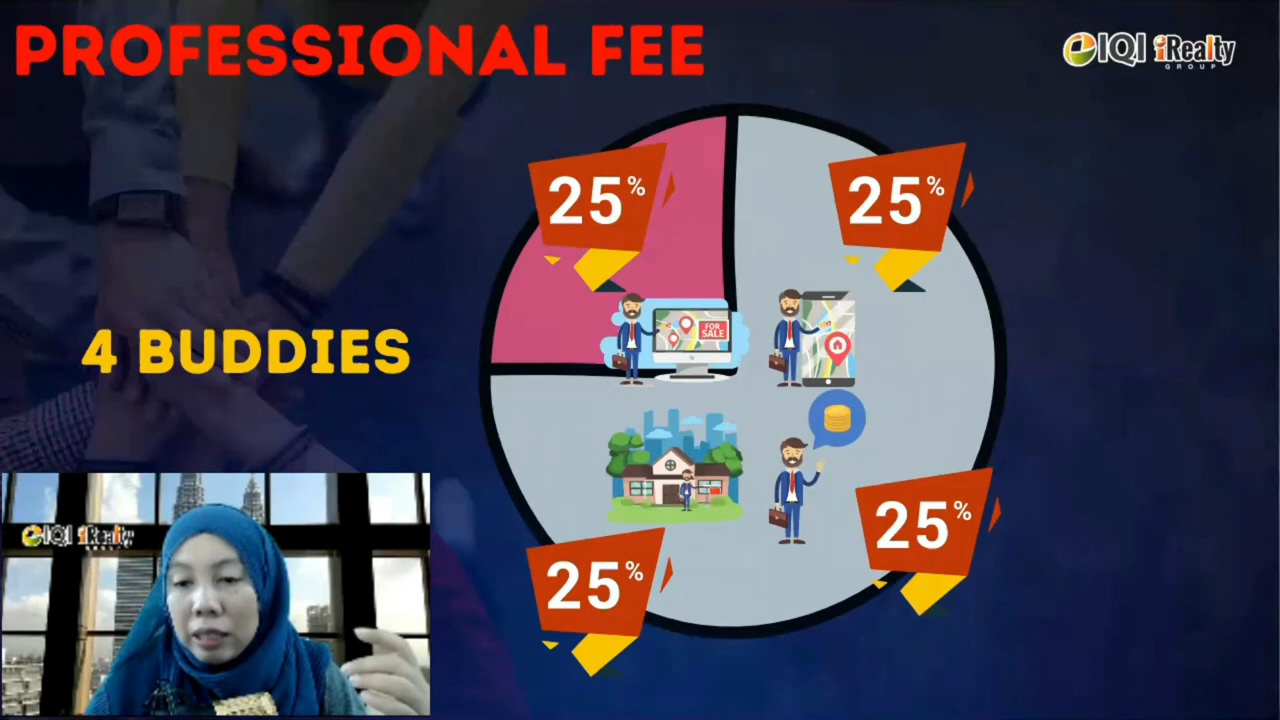 PROFESSIONAL FEE
IQI iRealty
GROUP
25%
25%
4 BUDDIES
FOR
SALE
25%
25%
IQI iRealty